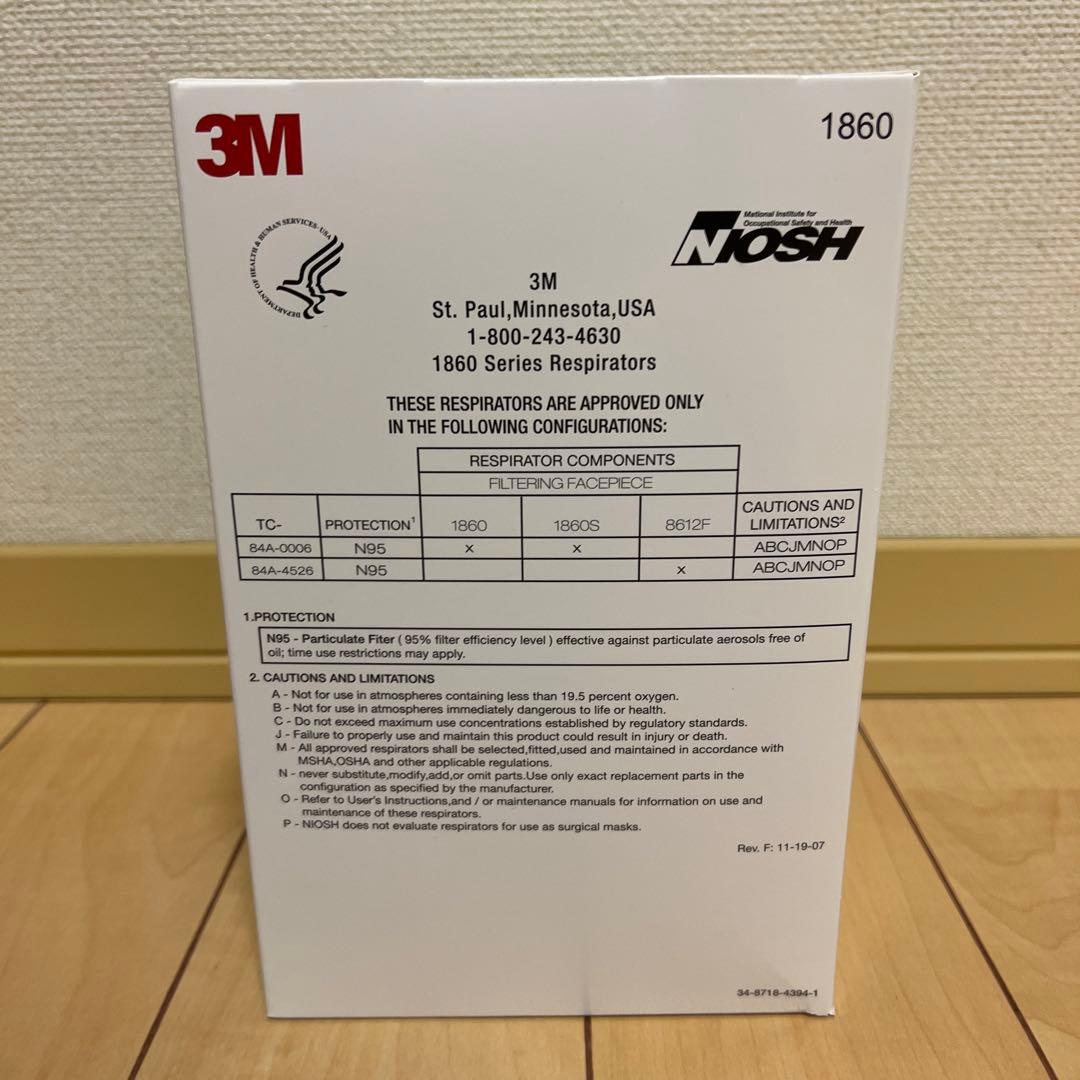 3M
1860
DEPARTMENT OF HEALTH & HUMAN SERVICES·USA
National Institute for
Occupational Safety and Health
NIOSH
3M
St. Paul,Minnesota,USA
1-800-243-4630
1860 Series Respirators
THESE RESPIRATORS ARE APPROVED ONLY
IN THE FOLLOWING CONFIGURATIONS:
RESPIRATOR COMPONENTS
FILTERING FACEPIECE
TC- PROTECTION¹ 1860 1860S 8612F CAUTIONS AND LIMITATIONS²
84A-0006 N95 X X ABCJMNOP
84A-4526 N95 X ABCJMNOP
1.PROTECTION
N95 - Particulate Fiter ( 95% filter efficiency level ) effective against particulate aerosols free of
oil; time use restrictions may apply.
2. CAUTIONS AND LIMITATIONS
A - Not for use in atmospheres containing less than 19.5 percent oxygen.
B - Not for use in atmospheres immediately dangerous to life or health.
C - Do not exceed maximum use concentrations established by regulatory standards.
J - Failure to properly use and maintain this product could result in injury or death.
M - All approved respirators shall be selected,fitted,used and maintained in accordance with
MSHA,OSHA and other applicable regulations.
N - never substitute,modify,add,or omit parts.Use only exact replacement parts in the
configuration as specified by the manufacturer.
O - Refer to User's Instructions,and / or maintenance manuals for information on use and
maintenance of these respirators.
P - NIOSH does not evaluate respirators for use as surgical masks.
Rev. F: 11-19-07
34-8718-4394-1